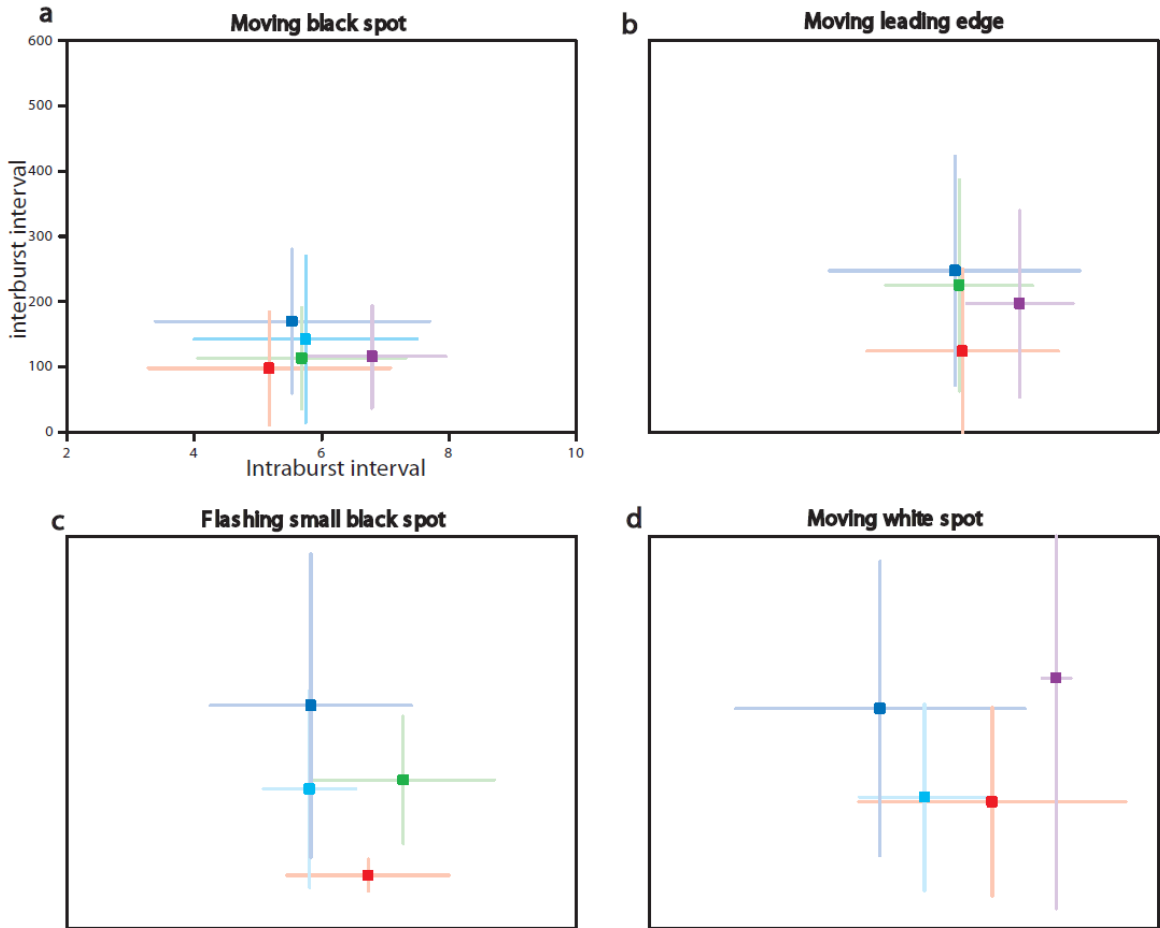 a
Moving black spot
b
Moving leading edge
600
500
400
300
200
100
0
interburst interval
2
4
6
8
10
Intraburst interval
c
Flashing small black spot
d
Moving white spot